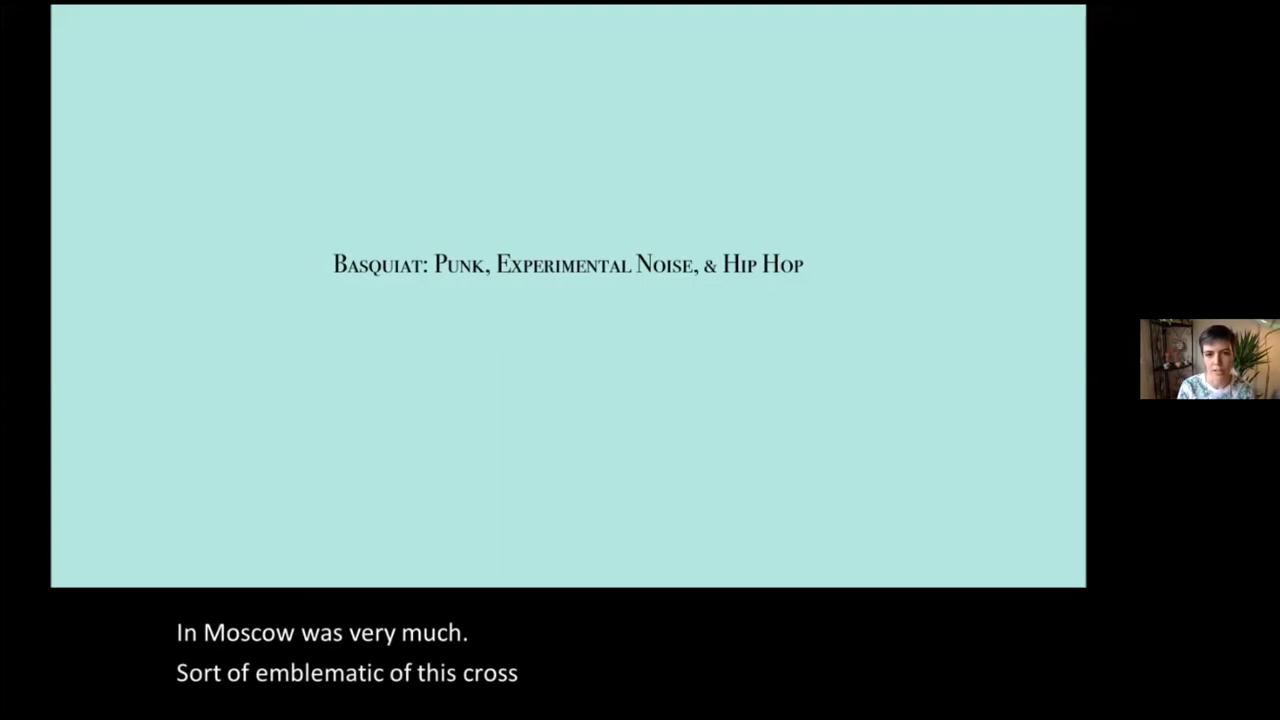 Basquiat: Punk, Experimental Noise, & Hip Hop
In Moscow was very much.
Sort of emblematic of this cross